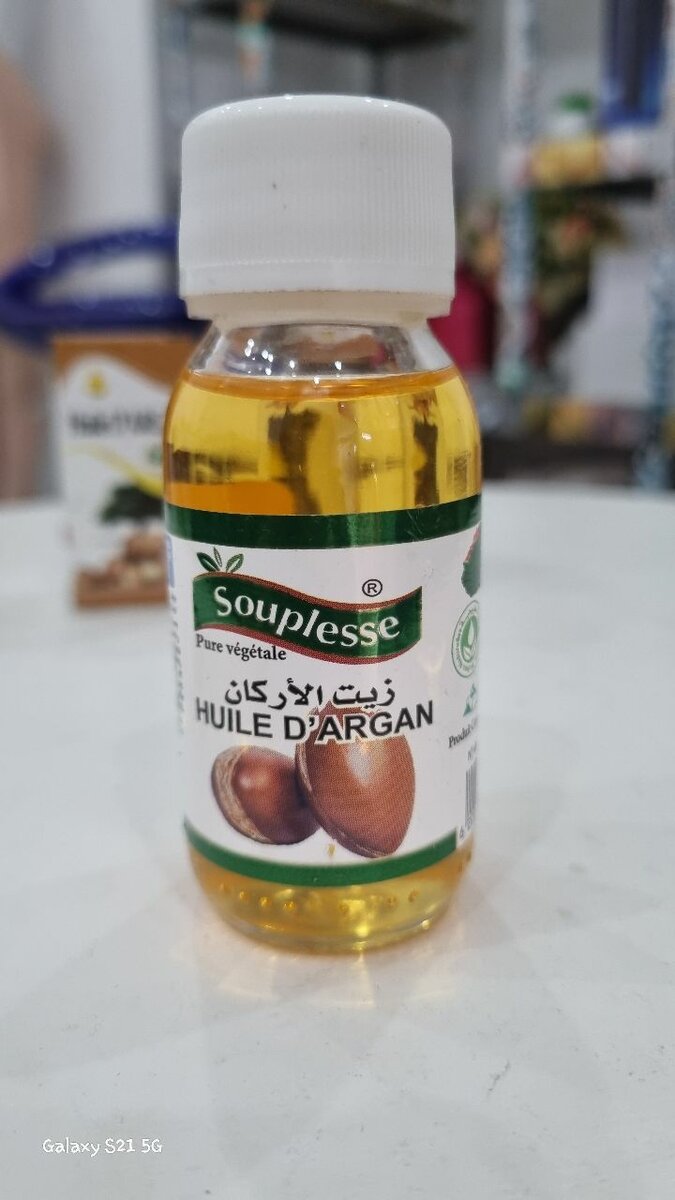 Souplesse
®
Pure végétale
زيت الأركان
HUILE D'ARGAN
Galaxy S21 5G